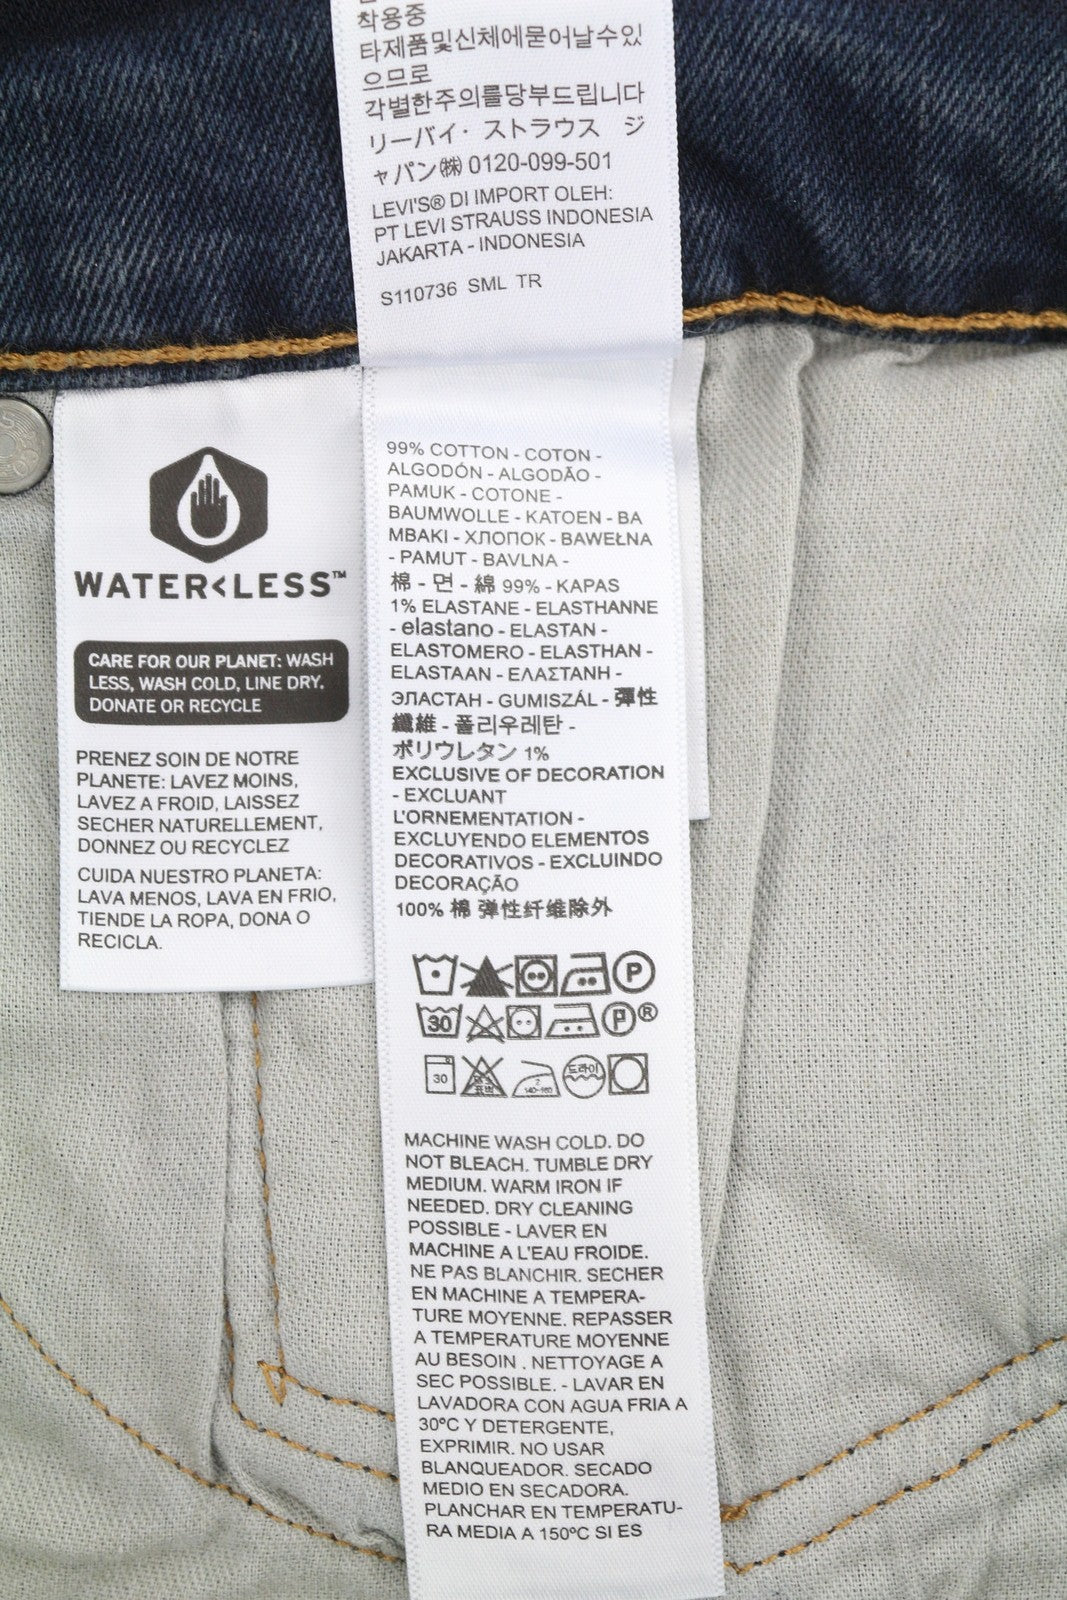 着用中
타제품및신체에묻어날수있
으므로
각별한주의를당부드립니다
リーバイ・ストラウス ジ
ャパン㈱ 0120-099-501
LEVI'S® DI IMPORT OLEH:
PT LEVI STRAUSS INDONESIA
JAKARTA - INDONESIA
S110736 SML TR
WATER<LESS™
CARE FOR OUR PLANET: WASH
LESS, WASH COLD, LINE DRY,
DONATE OR RECYCLE
PRENEZ SOIN DE NOTRE
PLANETE: LAVEZ MOINS,
LAVEZ A FROID, LAISSEZ
SECHER NATURELLEMENT,
DONNEZ OU RECYCLEZ
CUIDA NUESTRO PLANETA:
LAVA MENOS, LAVA EN FRIO,
TIENDE LA ROPA, DONA O
RECICLA.
99% COTTON - COTON -
ALGODÓN - ALGODÃO -
PAMUK - COTONE -
BAUMWOLLE - KATOEN - BA
MBAKI - ХЛОПОК - BAWEŁNA
- PAMUT - BAVLNA -
棉 - 면 - 綿 99% - KAPAS
1% ELASTANE - ELASTHANNE
- elastano - ELASTAN -
ELASTOMERO - ELASTHAN -
ELASTAAN - ΕΛΑΣΤΑΝΗ -
ЭЛАСТАН - GUMISZÁL - 彈性
纖維 - 폴리우레탄 -
ポリウレタン 1%
EXCLUSIVE OF DECORATION
- EXCLUANT
L'ORNEMENTATION -
EXCLUYENDO ELEMENTOS
DECORATIVOS - EXCLUINDO
DECORAÇÃO
100% 棉 弹性纤维除外
P
30 P®
30 140-160 드라이
MACHINE WASH COLD. DO
NOT BLEACH. TUMBLE DRY
MEDIUM. WARM IRON IF
NEEDED. DRY CLEANING
POSSIBLE - LAVER EN
MACHINE A L'EAU FROIDE.
NE PAS BLANCHIR. SECHER
EN MACHINE A TEMPERA-
TURE MOYENNE. REPASSER
A TEMPERATURE MOYENNE
AU BESOIN . NETTOYAGE A
SEC POSSIBLE. - LAVAR EN
LAVADORA CON AGUA FRIA A
30ºC Y DETERGENTE,
EXPRIMIR. NO USAR
BLANQUEADOR. SECADO
MEDIO EN SECADORA.
PLANCHAR EN TEMPERATU-
RA MEDIA A 150ºC SI ES